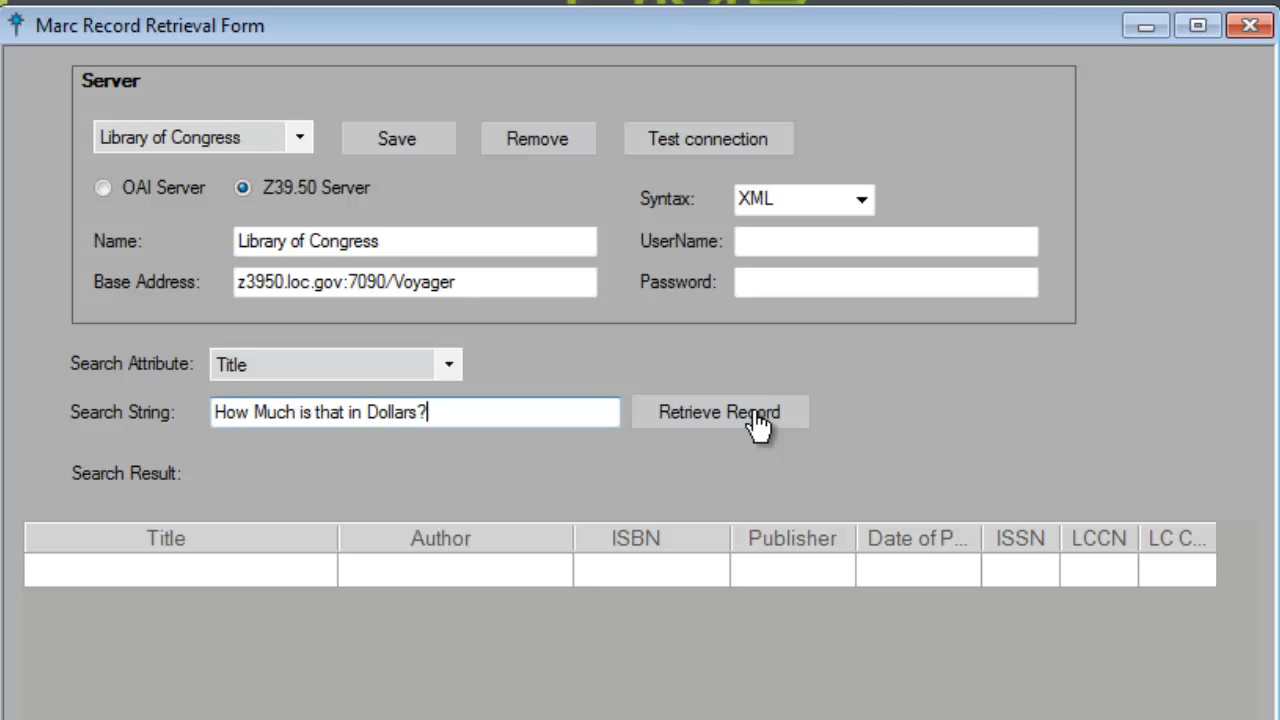 Marc Record Retrieval Form
Server
Library of Congress Save Remove Test connection
OAI Server Z39.50 Server
Syntax: XML
Name: Library of Congress UserName:
Base Address: z3950.loc.gov:7090/Voyager Password:
Search Attribute: Title
Search String: How Much is that in Dollars? Retrieve Record
Search Result:
Title Author ISBN Publisher Date of P... ISSN LCCN LC C...